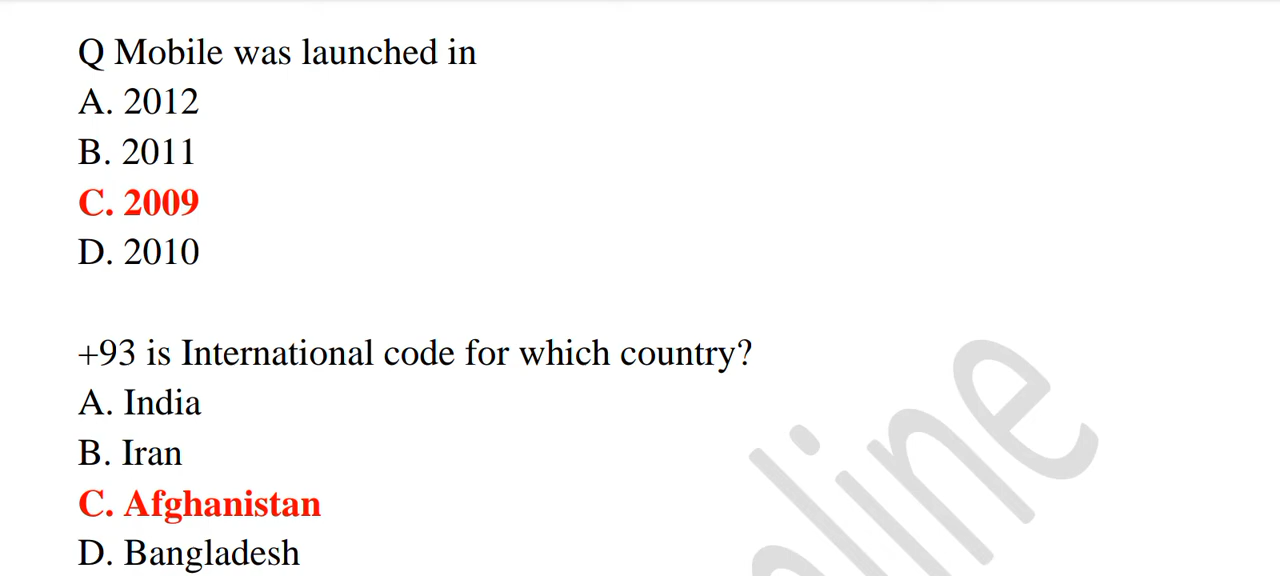 Q Mobile was launched in
A. 2012
B. 2011
C. 2009
D. 2010
+93 is International code for which country?
A. India
B. Iran
C. Afghanistan
D. Bangladesh
line